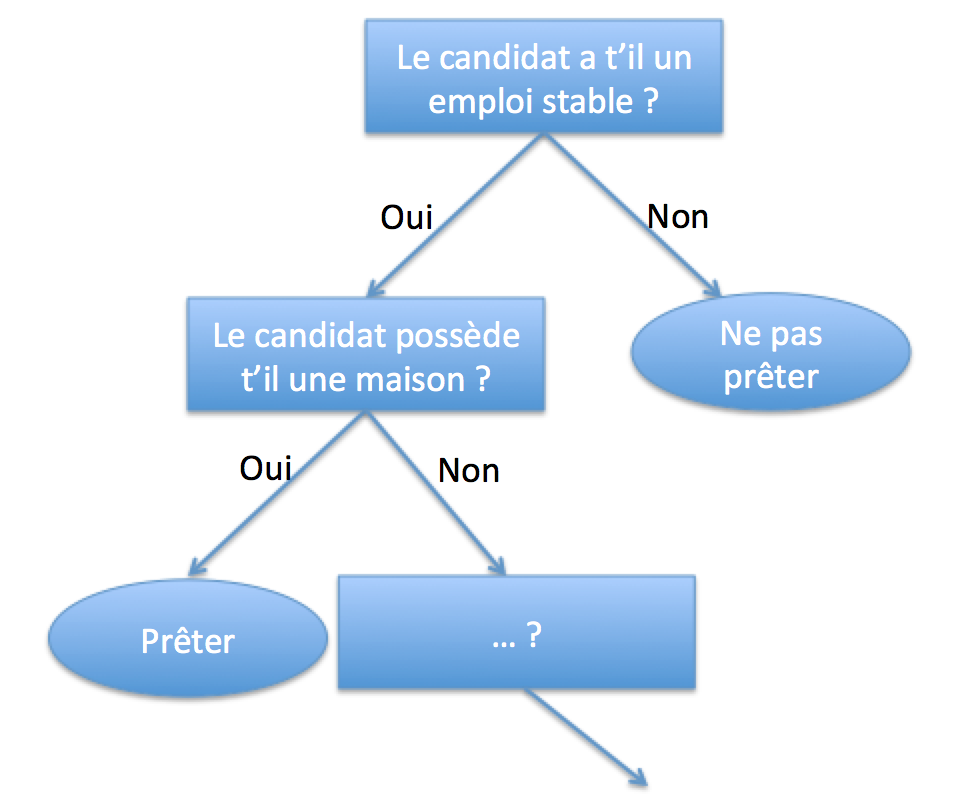 Le candidat a t’il un
emploi stable ?
Oui
Non
Le candidat possède
t’il une maison ?
Ne pas
prêter
Oui
Non
Prêter
... ?